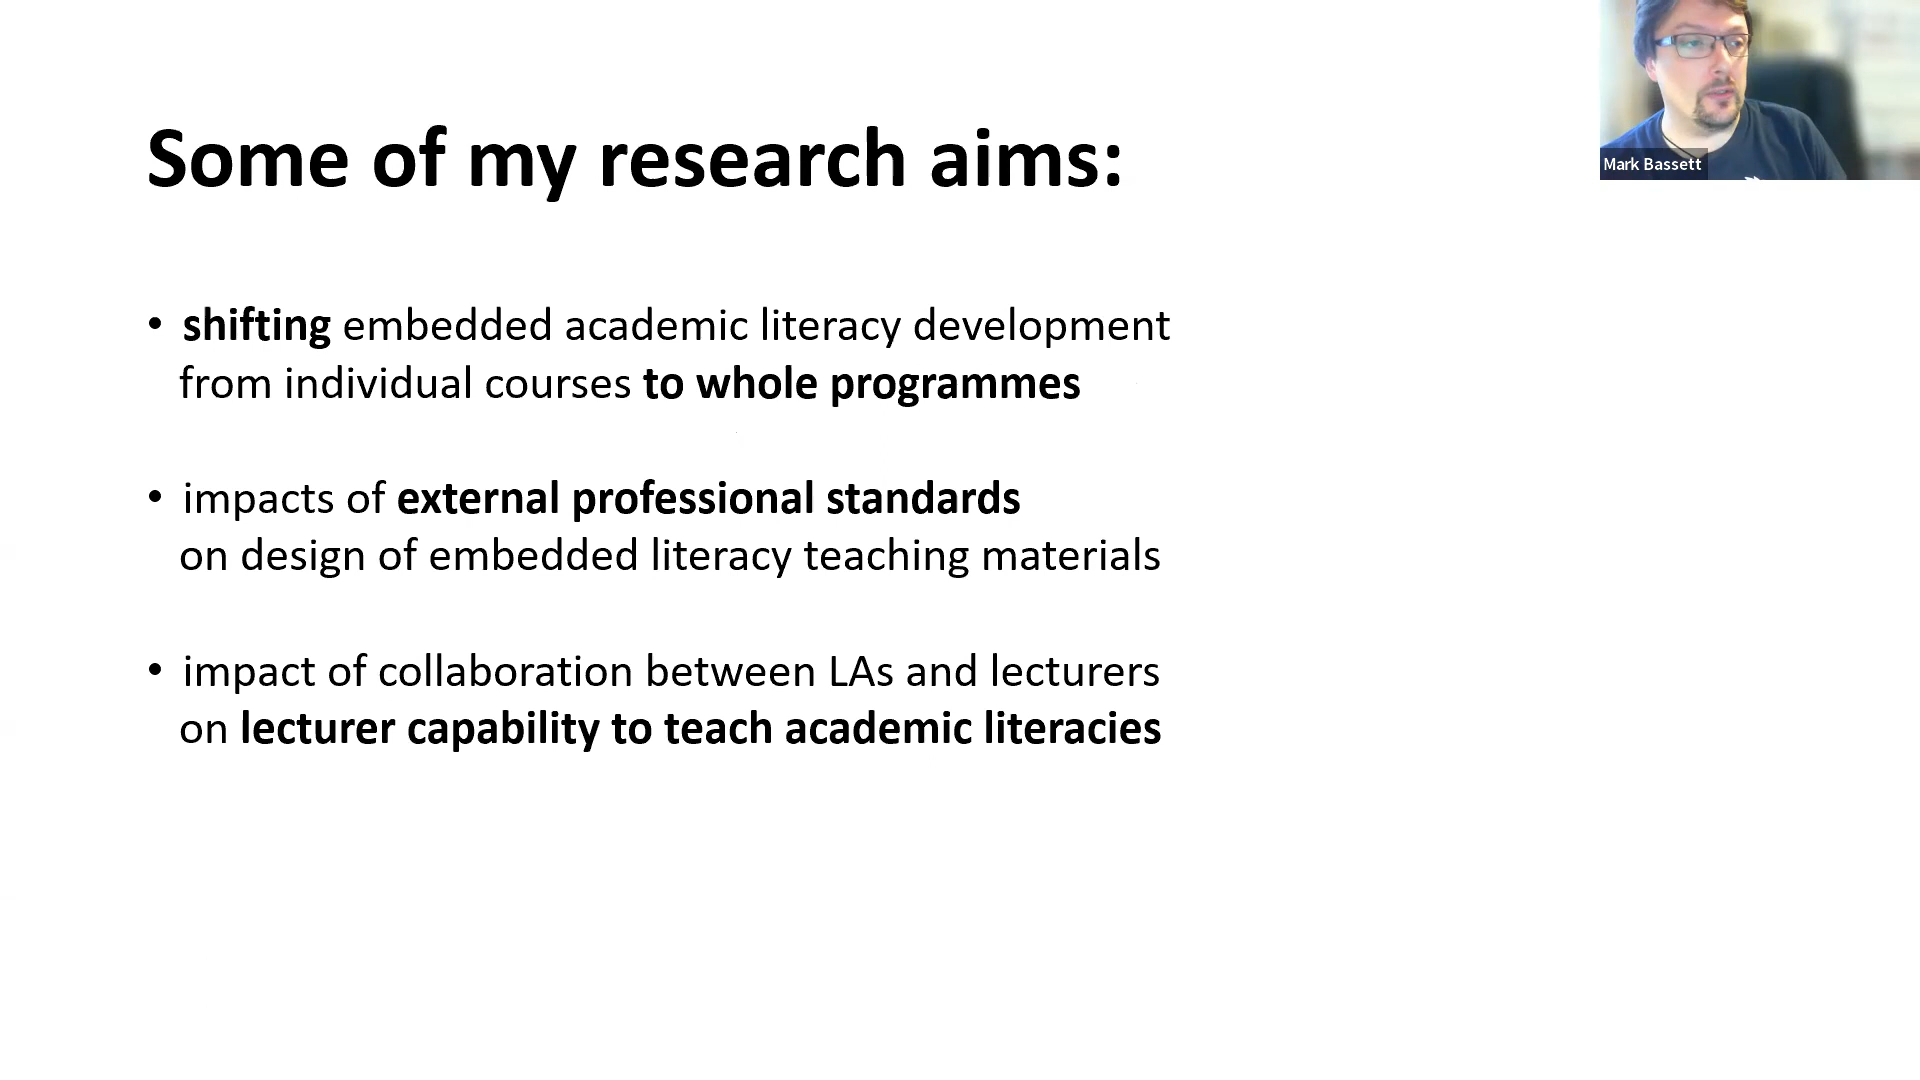 Some of my research aims:
• shifting embedded academic literacy development
from individual courses to whole programmes
• impacts of external professional standards
on design of embedded literacy teaching materials
• impact of collaboration between LAs and lecturers
on lecturer capability to teach academic literacies
Mark Bassett